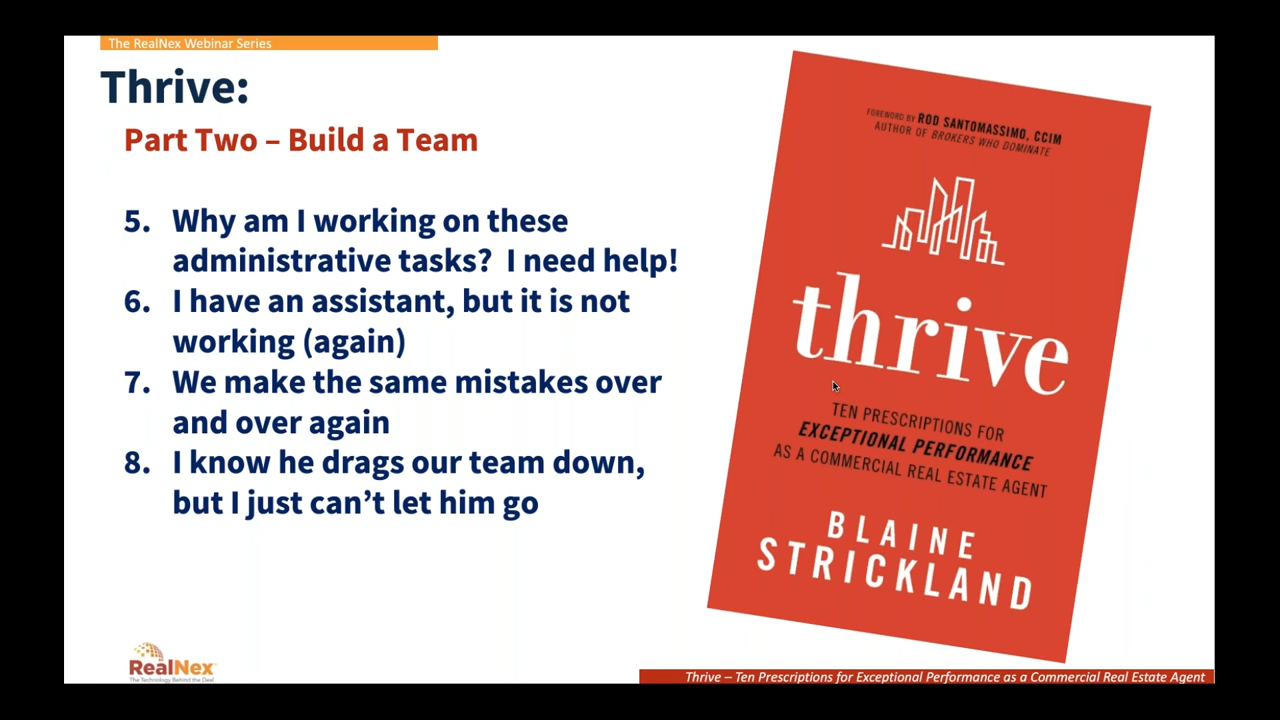 The RealNex Webinar Series
Thrive:
Part Two – Build a Team
5. Why am I working on these
administrative tasks? I need help!
6. I have an assistant, but it is not
working (again)
7. We make the same mistakes over
and over again
8. I know he drags our team down,
but I just can’t let him go
FOREWORD BY ROD SANTOMASSIMO, CCIM
AUTHOR OF BROKERS WHO DOMINATE
thrive
TEN PRESCRIPTIONS FOR
EXCEPTIONAL PERFORMANCE
AS A COMMERCIAL REAL ESTATE AGENT
BLAINE
STRICKLAND
RealNex
The Technology Behind the Deal
Thrive – Ten Prescriptions for Exceptional Performance as a Commercial Real Estate Agent